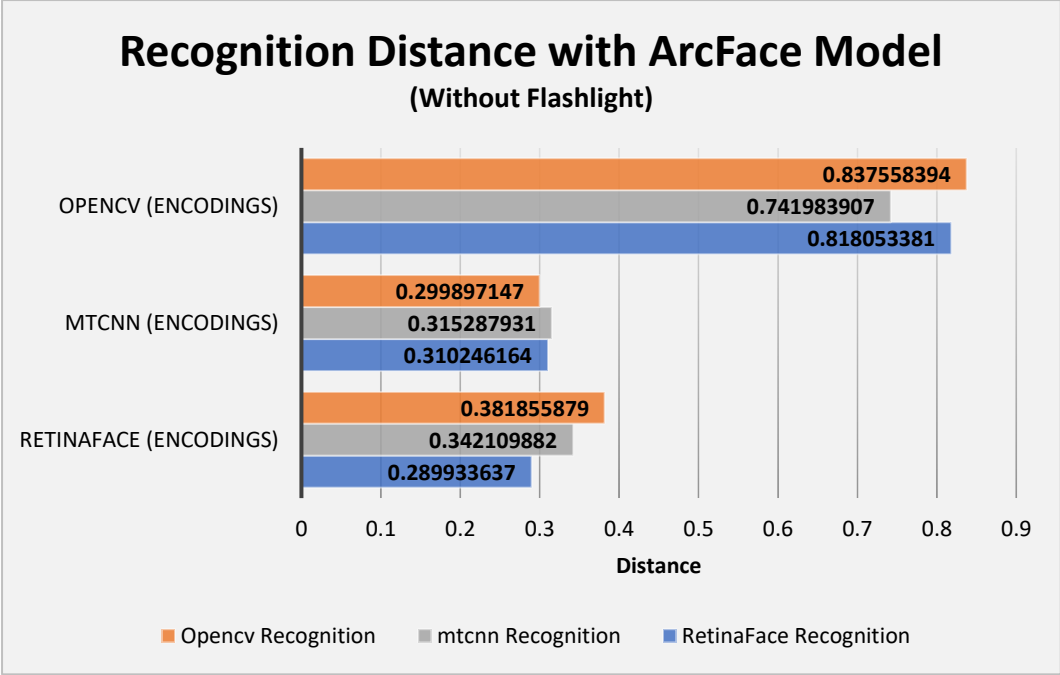 Recognition Distance with ArcFace Model
(Without Flashlight)
OPENCV (ENCODINGS)
0.837558394
0.741983907
0.818053381
MTCNN (ENCODINGS)
0.299897147
0.315287931
0.310246164
RETINAFACE (ENCODINGS)
0.381855879
0.342109882
0.289933637
0 0.1 0.2 0.3 0.4 0.5 0.6 0.7 0.8 0.9
Distance
Opencv Recognition mtcnn Recognition RetinaFace Recognition